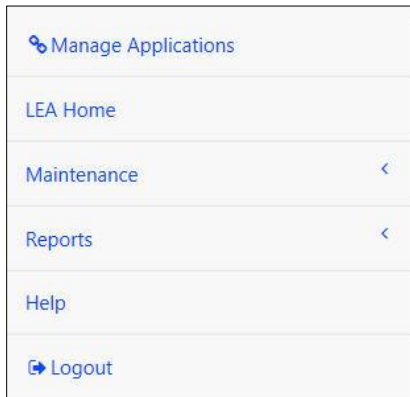 Manage Applications
LEA Home
Maintenance
Reports
Help
Logout